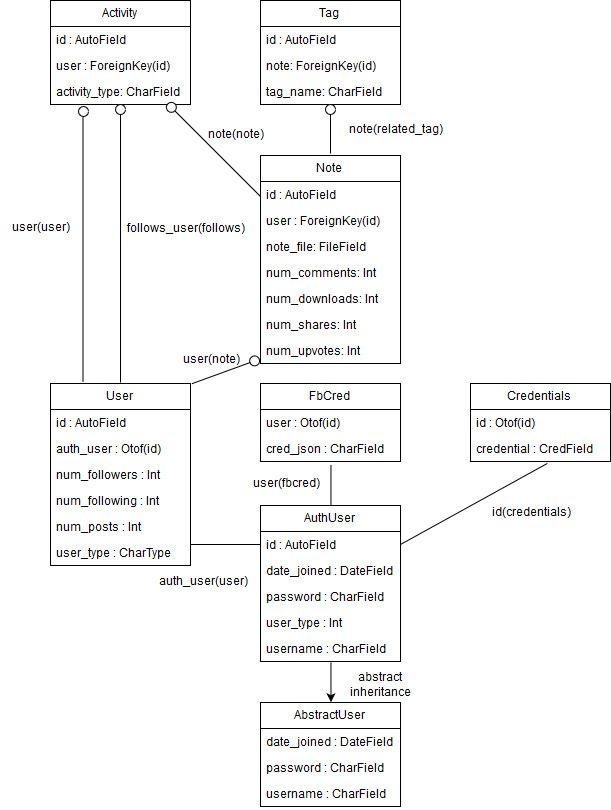 Activity
id : AutoField
user : ForeignKey(id)
activity_type: CharField
Tag
id : AutoField
note: ForeignKey(id)
tag_name: CharField
note(note)
note(related_tag)
Note
id : AutoField
user : ForeignKey(id)
note_file: FileField
num_comments: Int
num_downloads: Int
num_shares: Int
num_upvotes: Int
user(user)
follows_user(follows)
user(note)
User
id : AutoField
auth_user : Otof(id)
num_followers : Int
num_following : Int
num_posts : Int
user_type : CharType
FbCred
user : Otof(id)
cred_json : CharField
Credentials
id : Otof(id)
credential : CredField
user(fbcred)
id(credentials)
auth_user(user)
AuthUser
id : AutoField
date_joined : DateField
password : CharField
user_type : Int
username : CharField
abstract
inheritance
AbstractUser
date_joined : DateField
password : CharField
username : CharField